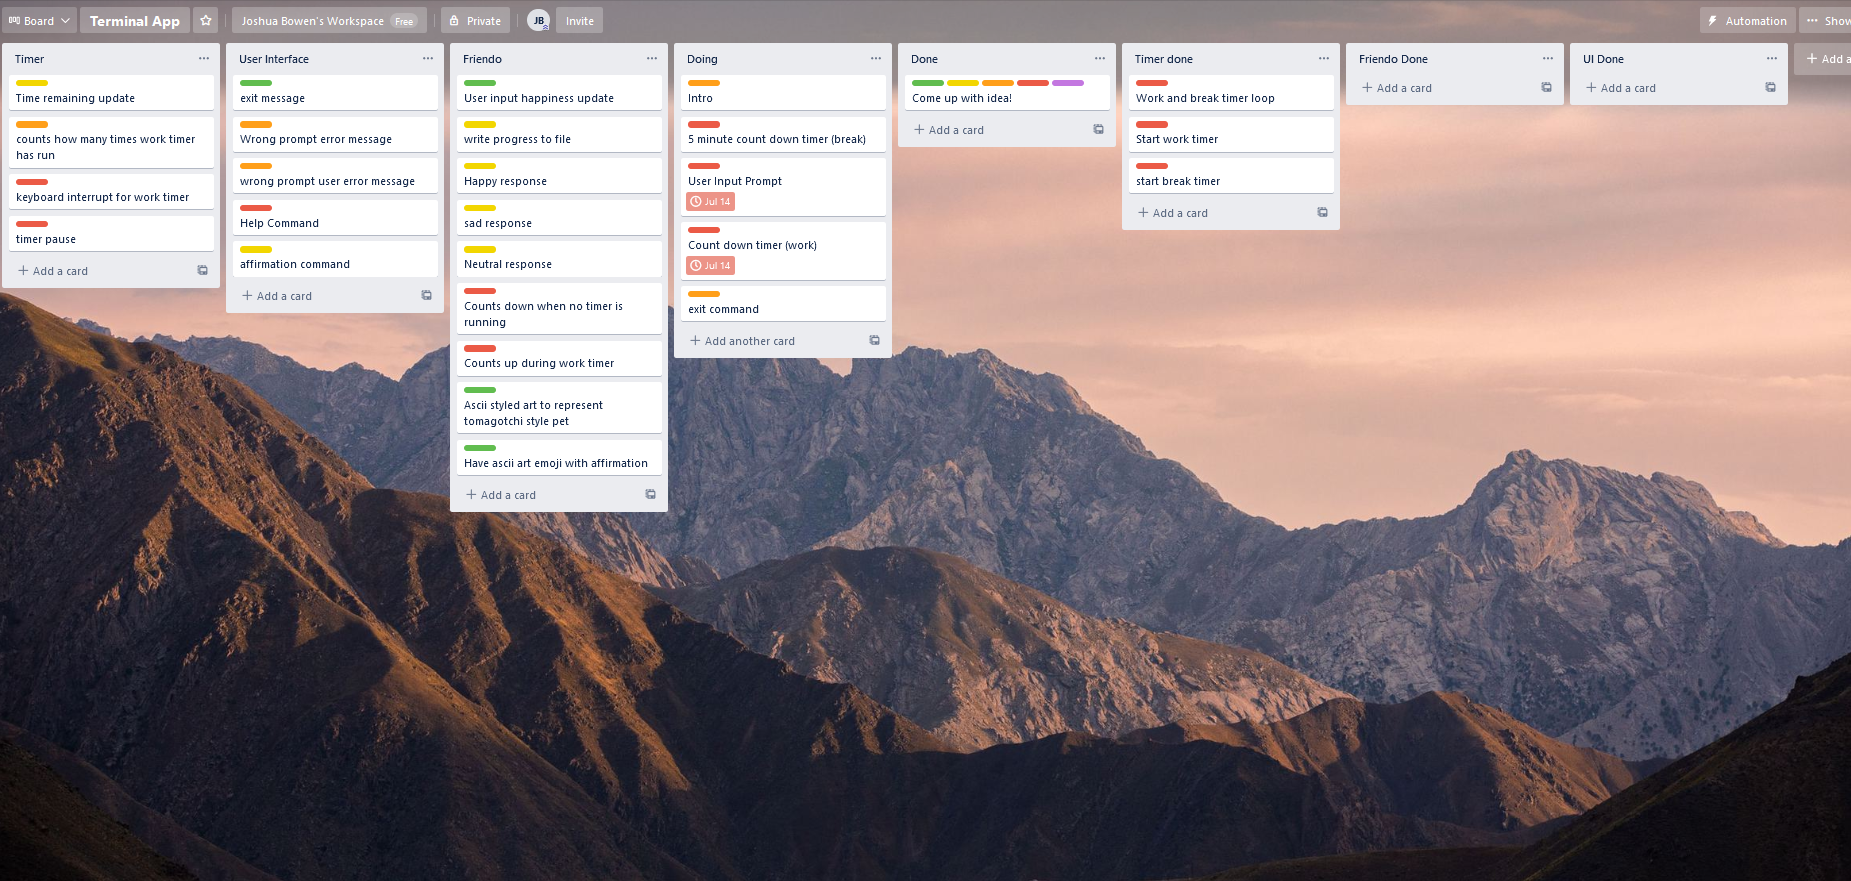 Board
Terminal App
Joshua Bowen's Workspace Free
Private
JB
Invite
Automation
Show
Timer
Time remaining update
counts how many times work timer
has run
keyboard interrupt for work timer
timer pause
Add a card
User Interface
exit message
Wrong prompt error message
wrong prompt user error message
Help Command
affirmation command
Add a card
Friendo
User input happiness update
write progress to file
Happy response
sad response
Neutral response
Counts down when no timer is
running
Counts up during work timer
Ascii styled art to represent
tomagotchi style pet
Have ascii art emoji with affirmation
Add a card
Doing
Intro
5 minute count down timer (break)
User Input Prompt
Jul 14
Count down timer (work)
Jul 14
exit command
Add another card
Done
Come up with idea!
Add a card
Timer done
Work and break timer loop
Start work timer
start break timer
Add a card
Friendo Done
Add a card
UI Done
Add a card
Add a